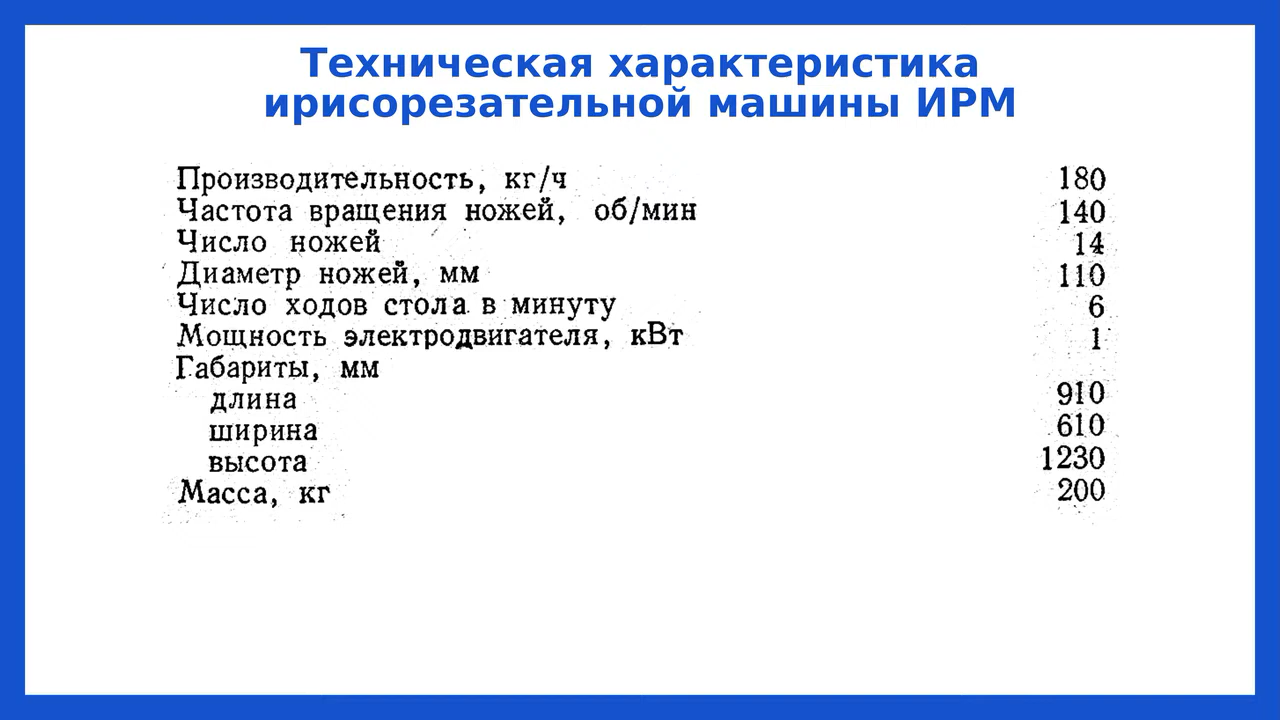 Техническая характеристика
ирисорезательной машины ИРМ
Производительность, кг/ч 180
Частота вращения ножей, об/мин 140
Число ножей 14
Диаметр ножей, мм 110
Число ходов стола в минуту 6
Мощность электродвигателя, кВт 1
Габариты, мм
длина 910
ширина 610
высота 1230
Масса, кг 200